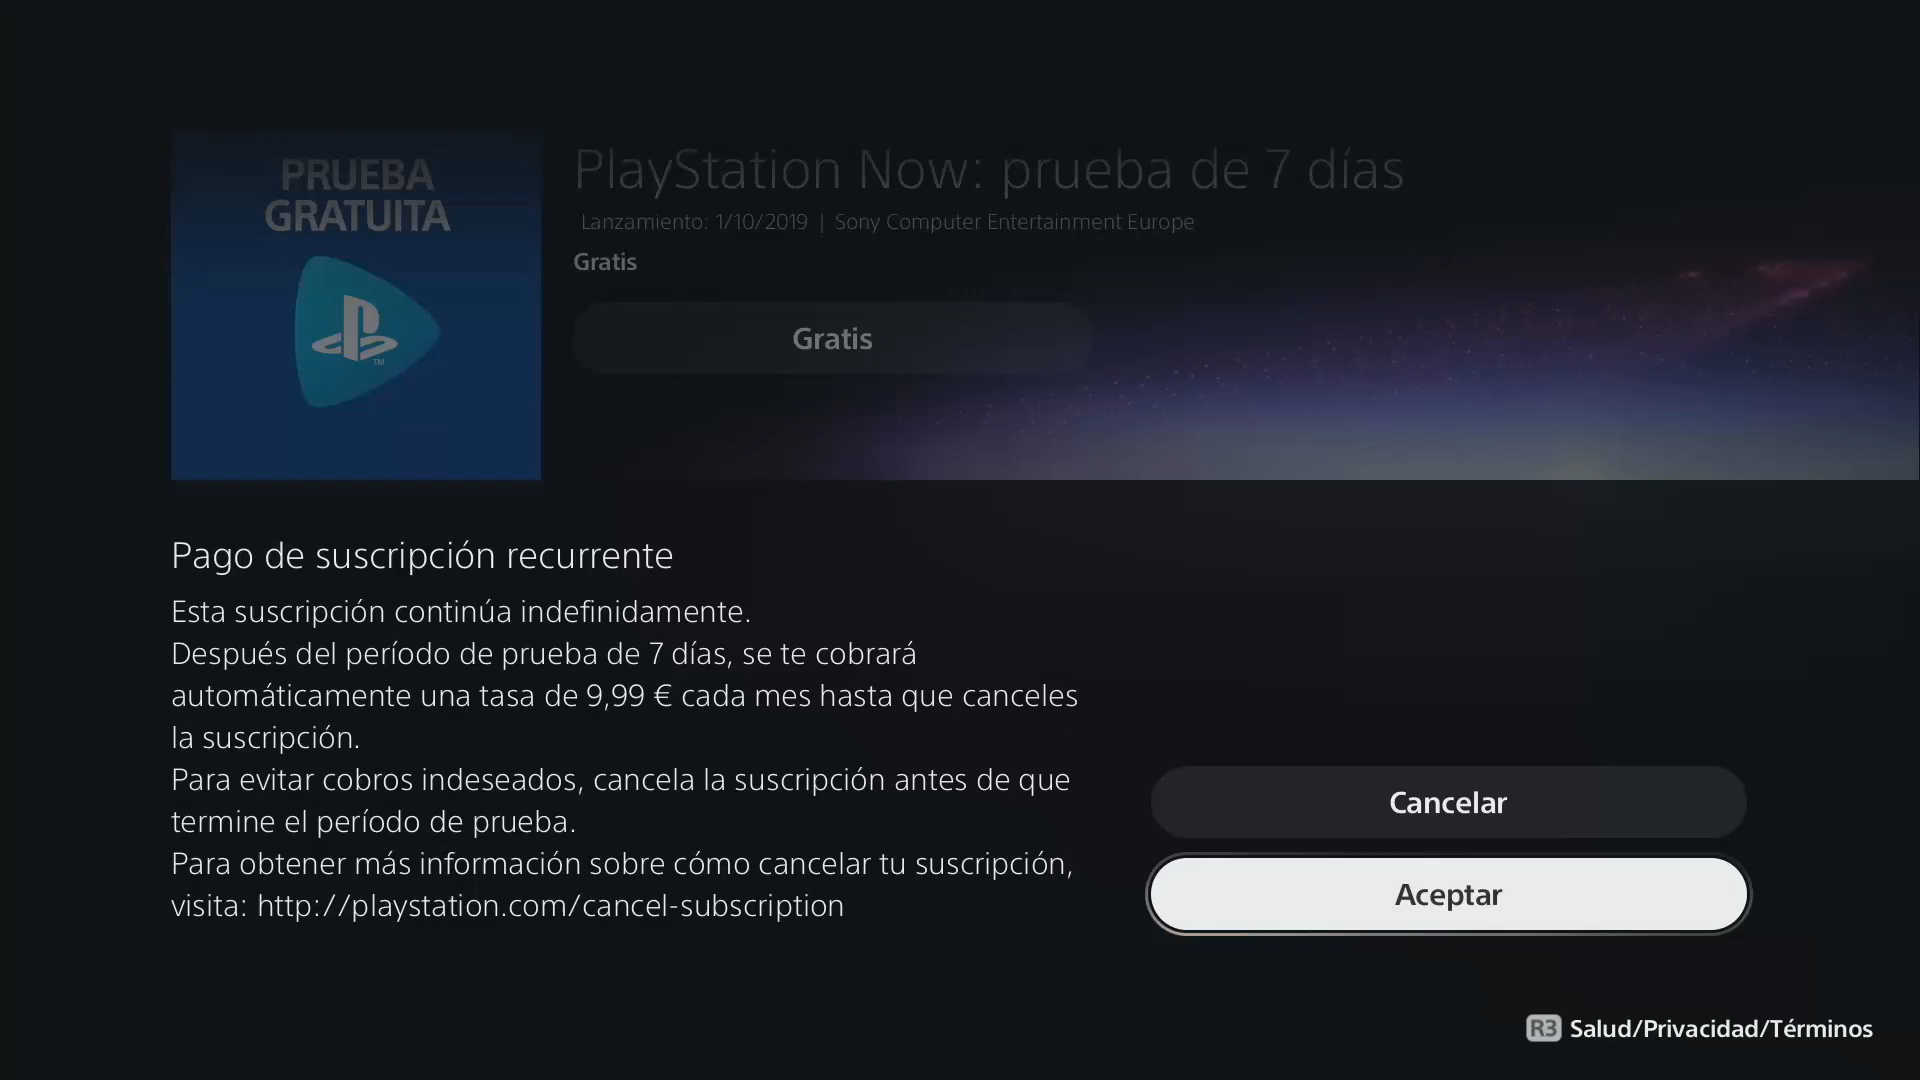 PRUEBA
GRATUITA
TM
PlayStation Now: prueba de 7 días
Lanzamiento: 1/10/2019 | Sony Computer Entertainment Europe
Gratis
Gratis
Pago de suscripción recurrente
Esta suscripción continúa indefinidamente.
Después del período de prueba de 7 días, se te cobrará
automáticamente una tasa de 9,99 € cada mes hasta que canceles
la suscripción.
Para evitar cobros indeseados, cancela la suscripción antes de que
termine el período de prueba.
Para obtener más información sobre cómo cancelar tu suscripción,
visita: http://playstation.com/cancel-subscription
Cancelar
Aceptar
R3 Salud/Privacidad/Términos